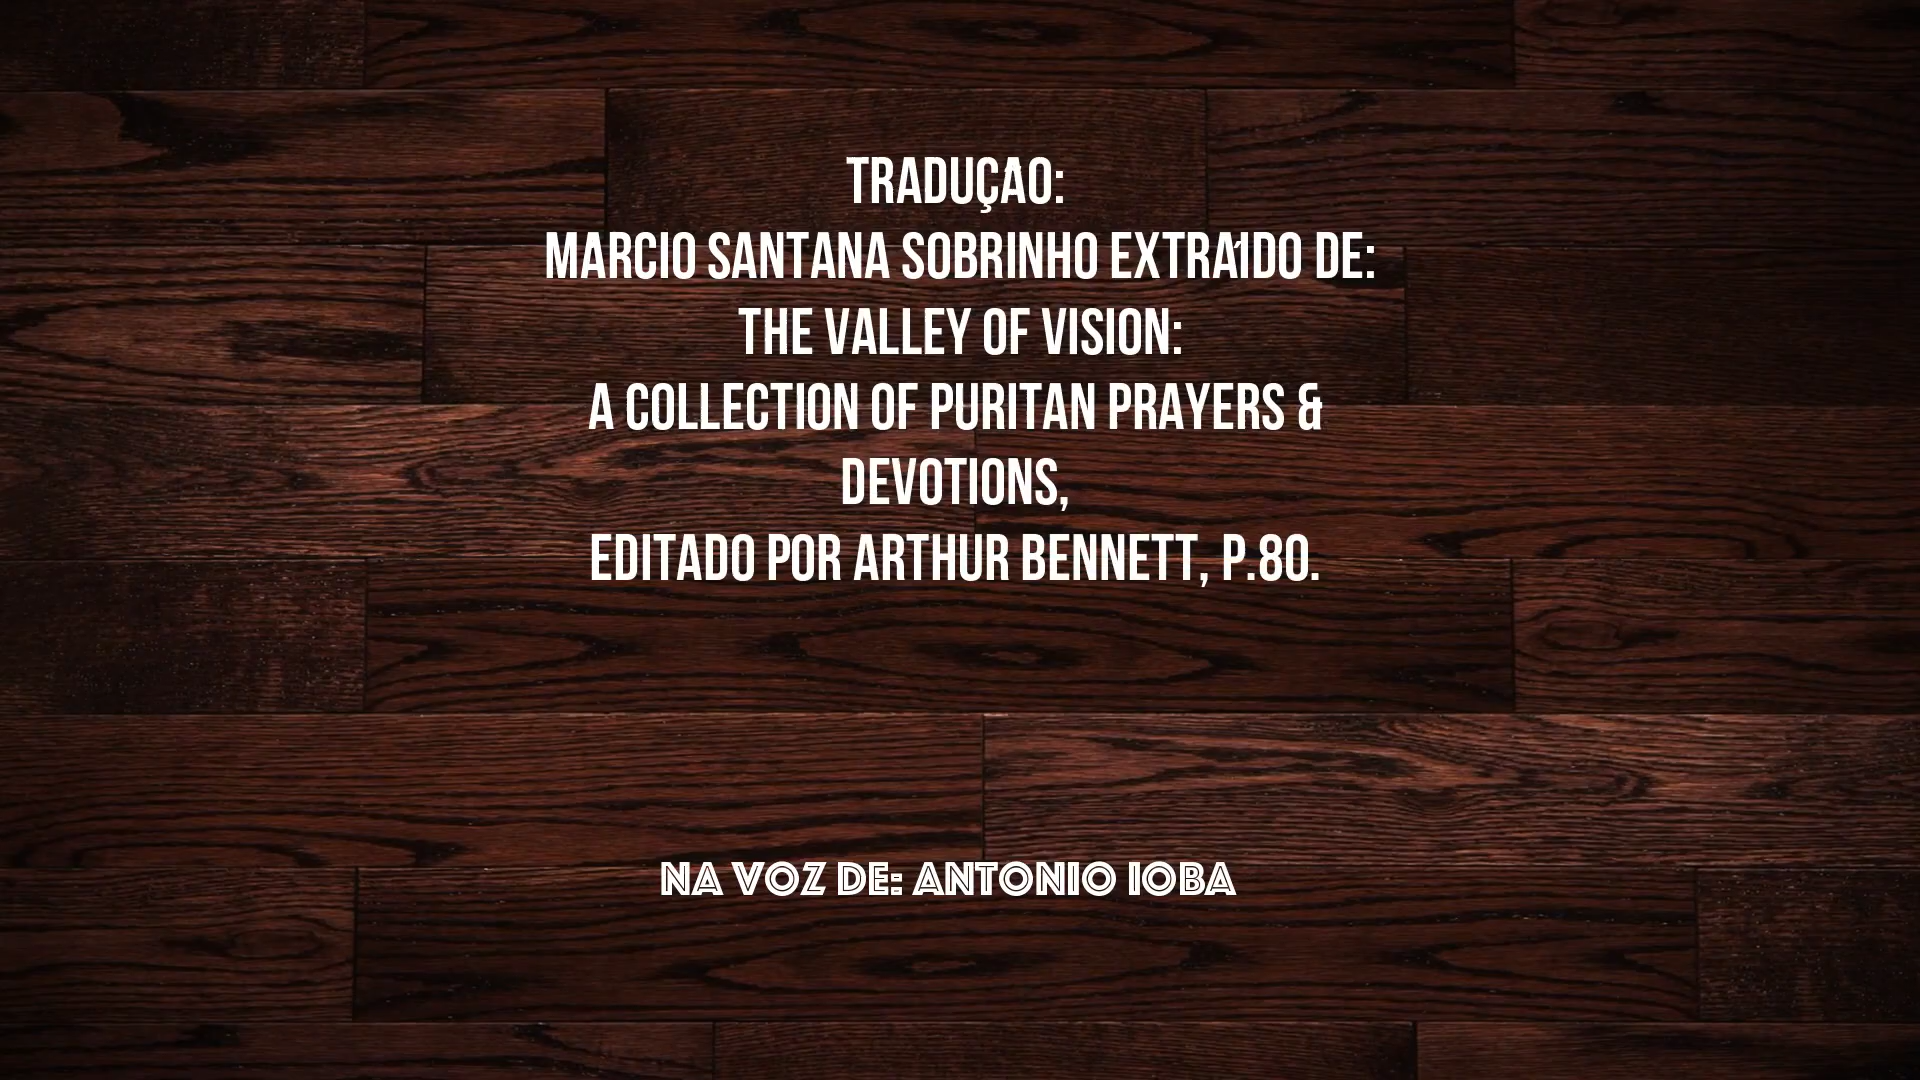 TRADUÇAO:
MARCIO SANTANA SOBRINHO EXTRAÍDO DE:
THE VALLEY OF VISION:
A COLLECTION OF PURITAN PRAYERS &
DEVOTIONS,
EDITADO POR ARTHUR BENNETT, P.80.
NA VOZ DE: ANTONIO IOBA